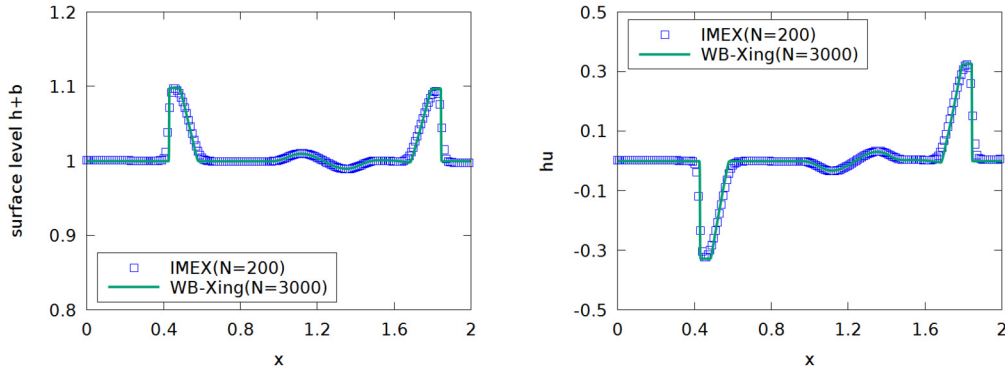 1.2
1.1
1
0.9
0.8
surface level h+b
IMEX(N=200)
WB-Xing(N=3000)
0 0.4 0.8 1.2 1.6 2
x
0.5
0.3
0.1
-0.1
-0.3
-0.5
hu
IMEX(N=200)
WB-Xing(N=3000)
0 0.4 0.8 1.2 1.6 2
x